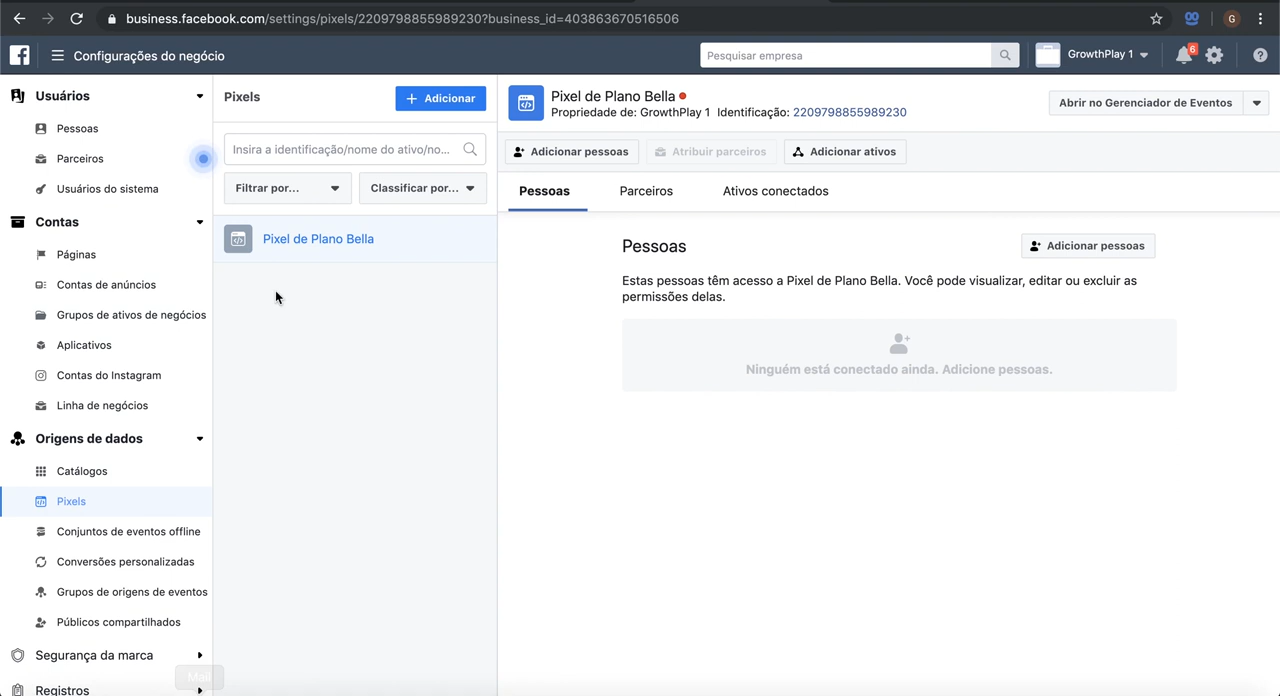 business.facebook.com/settings/pixels/2209798855989230?business_id=403863670516506
G
Configurações do negócio
Pesquisar empresa
GrowthPlay 1
6
Usuários
Pessoas
Parceiros
Usuários do sistema
Contas
Páginas
Contas de anúncios
Grupos de ativos de negócios
Aplicativos
Contas do Instagram
Linha de negócios
Origens de dados
Catálogos
Pixels
Conjuntos de eventos offline
Conversões personalizadas
Grupos de origens de eventos
Públicos compartilhados
Segurança da marca
Mail
Registros
Pixels
+ Adicionar
Insira a identificação/nome do ativo/no...
Filtrar por...
Classificar por...
Pixel de Plano Bella
Pixel de Plano Bella
Propriedade de: GrowthPlay 1 Identificação: 2209798855989230
Abrir no Gerenciador de Eventos
Adicionar pessoas
Atribuir parceiros
Adicionar ativos
Pessoas
Parceiros
Ativos conectados
Pessoas
Adicionar pessoas
Estas pessoas têm acesso a Pixel de Plano Bella. Você pode visualizar, editar ou excluir as
permissões delas.
Ninguém está conectado ainda. Adicione pessoas.